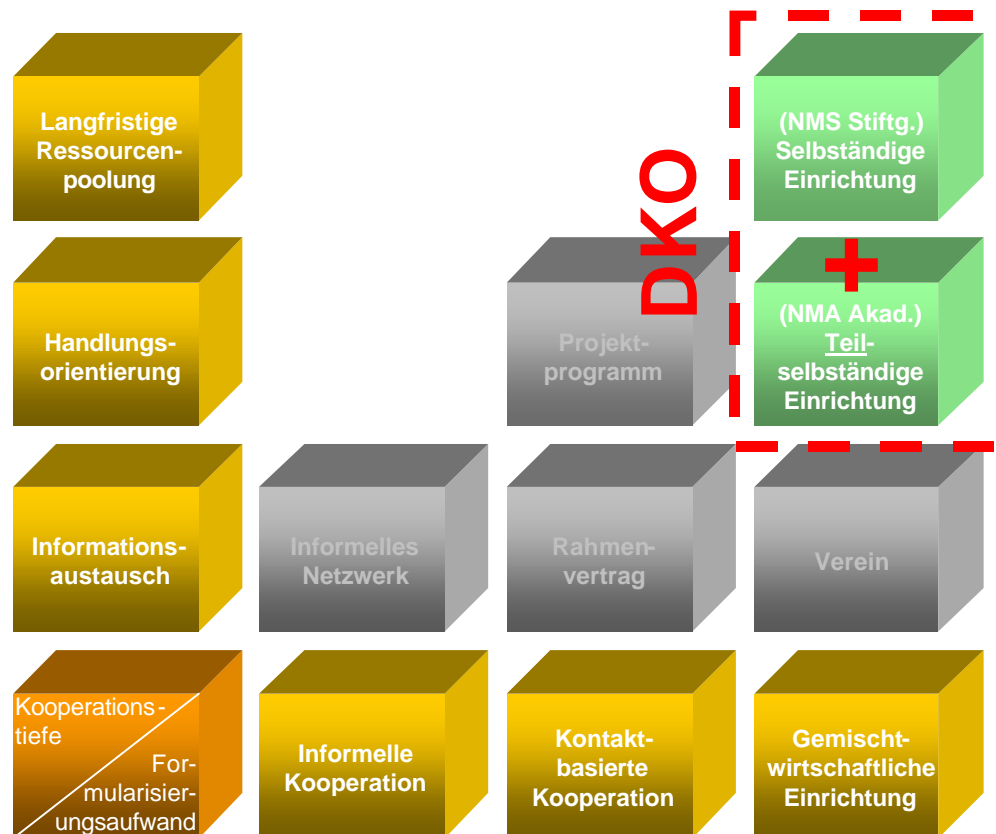 Langfristige
Ressourcen-
poolung
DKO
(NMS Stiftg.)
Selbständige
Einrichtung
+
Handlungs-
orientierung
Projekt-
programm
(NMA Akad.)
Teil-
selbständige
Einrichtung
Informations-
austausch
Informelles
Netzwerk
Rahmen-
vertrag
Verein
Kooperations-
tiefe
For-
mularisier-
ungsaufwand
Informelle
Kooperation
Kontakt-
basierte
Kooperation
Gemischt-
wirtschaftliche
Einrichtung